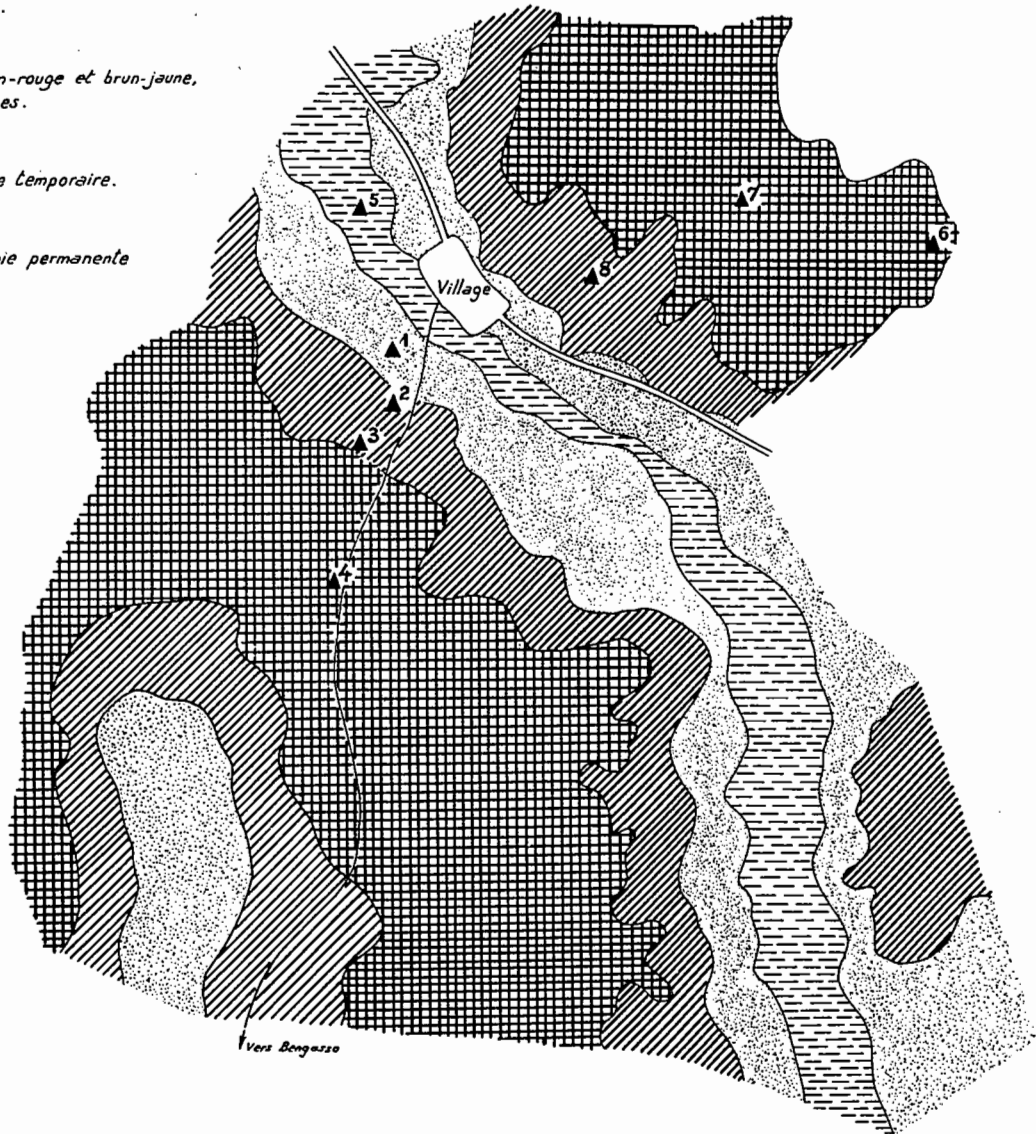 n-rouge et brun-jaune,
es.
e temporaire.
ie permanente
5
7
6
8
Village
1
2
3
4
Vers Bengasso